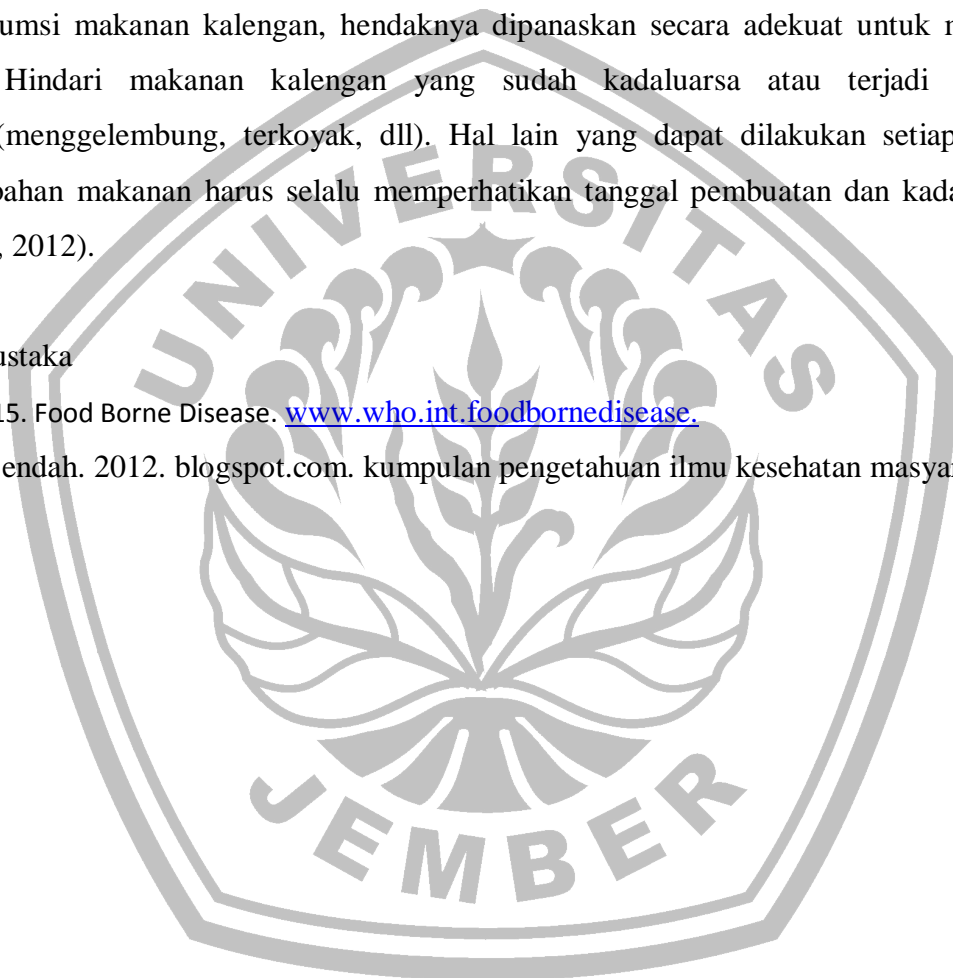 umsi makanan kalengan, hendaknya dipanaskan secara adekuat untuk
Hindari makanan kalengan yang sudah kadaluarsa atau terjadi
(menggelembung, terkoyak, dll). Hal lain yang dapat dilakukan setiap
bahan makanan harus selalu memperhatikan tanggal pembuatan dan kada
, 2012).
ustaka
15. Food Borne Disease. www.who.int.foodbornedisease.
endah. 2012. blogspot.com. kumpulan pengetahuan ilmu kesehatan masyar
UNIVERSITAS
JEMBER